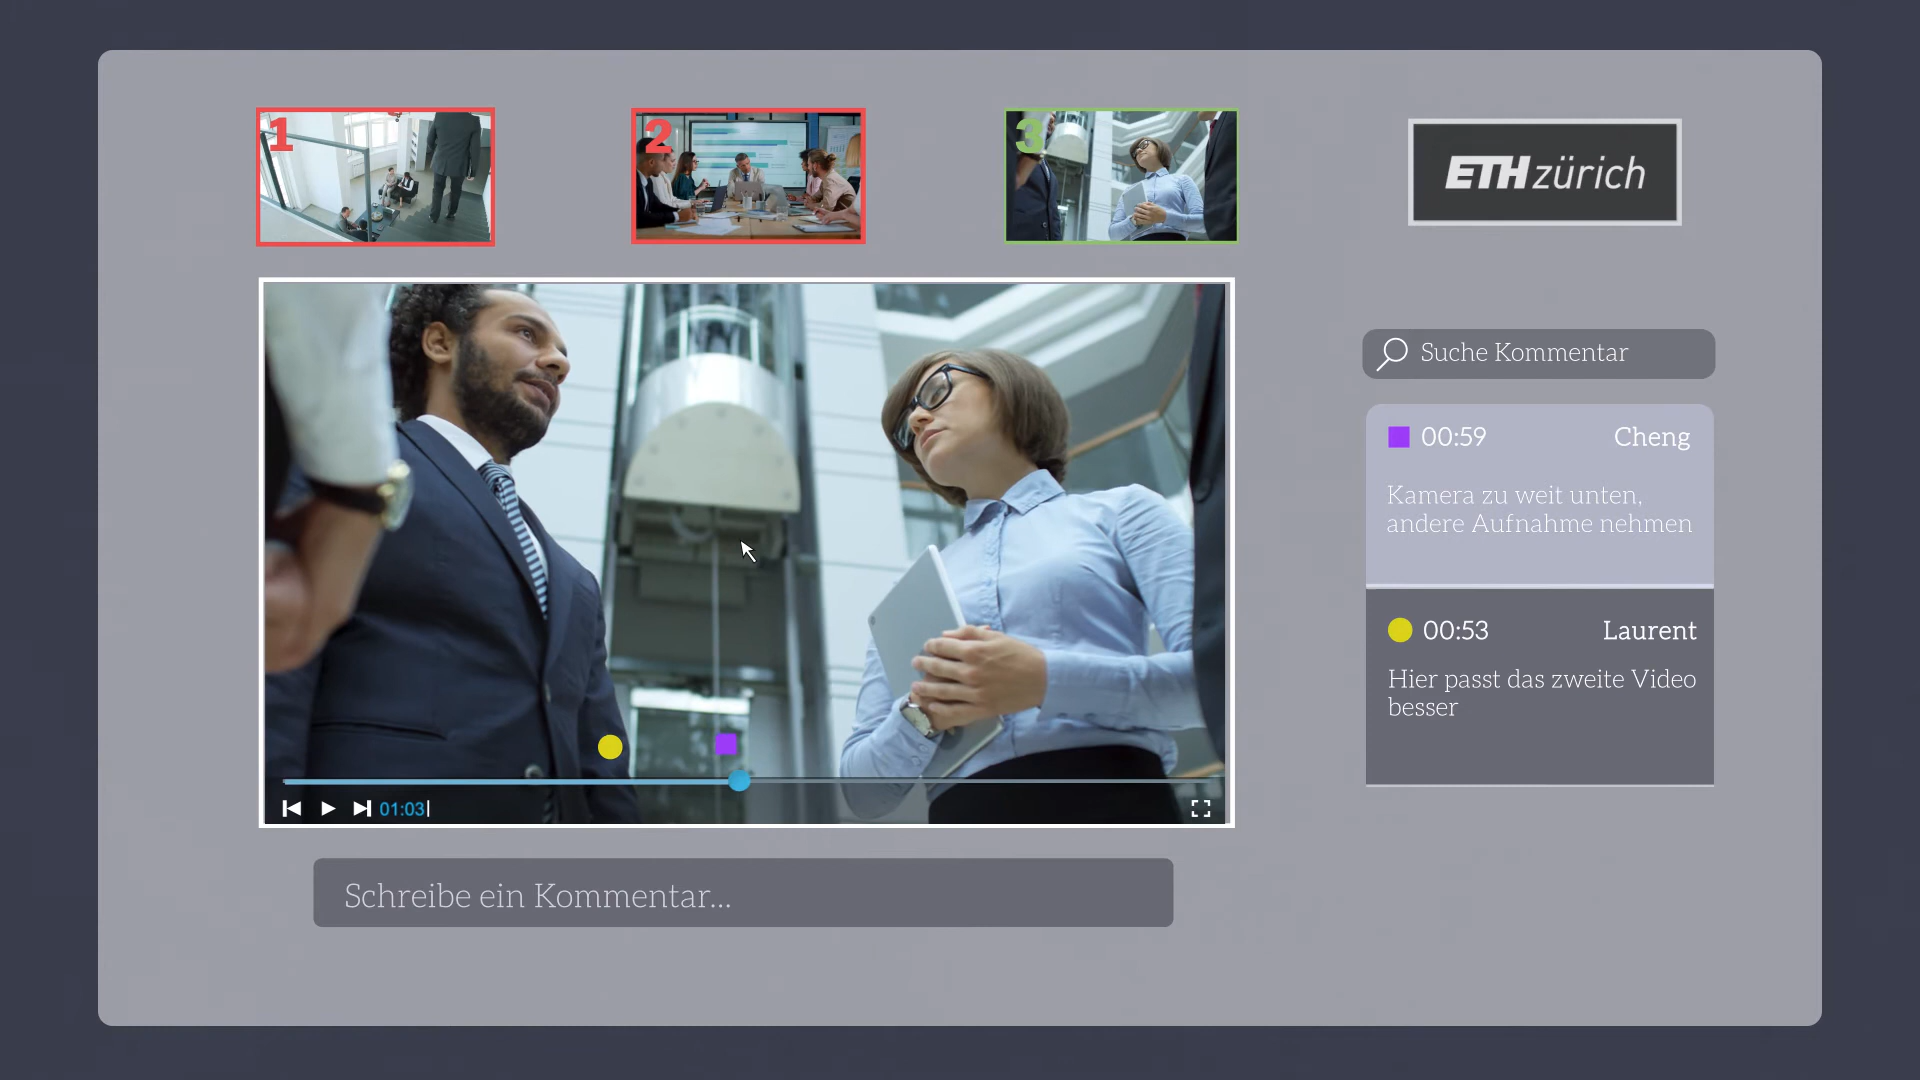 1
2
3
ETH zürich
Suche Kommentar
00:59 Cheng
Kamera zu weit unten,
andere Aufnahme nehmen
00:53 Laurent
Hier passt das zweite Video
besser
01:03
Schreibe ein Kommentar...